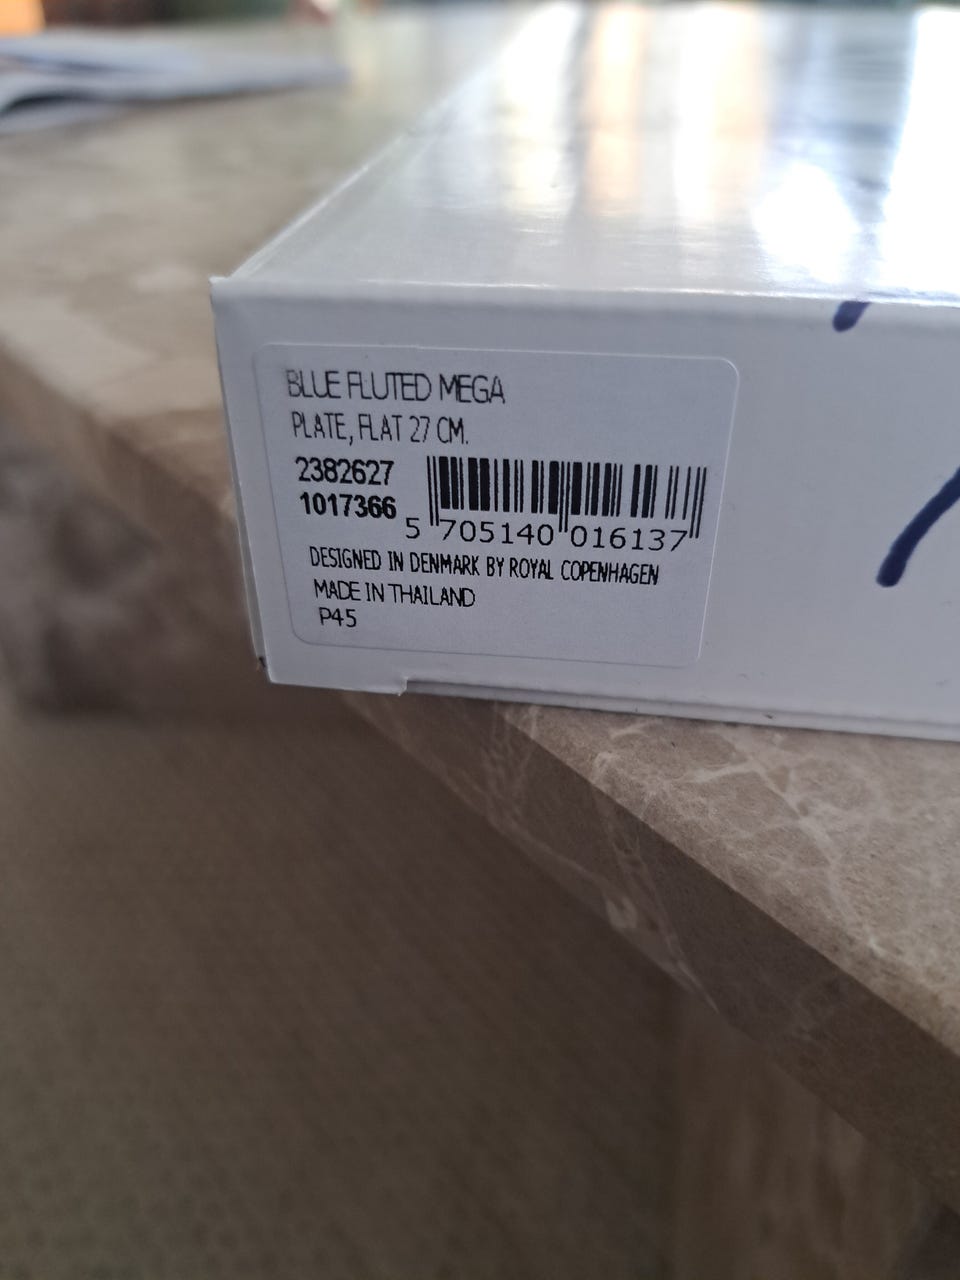 BLUE FLUTED MEGA
PLATE, FLAT 27 CM.
2382627
1017366
5 705140 016137
DESIGNED IN DENMARK BY ROYAL COPENHAGEN
MADE IN THAILAND
P45